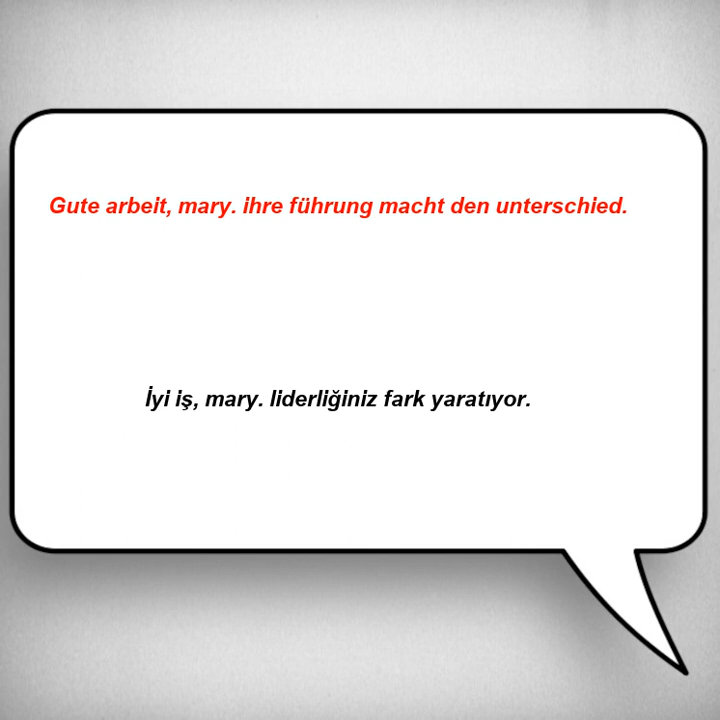 Gute arbeit, mary. ihre führung macht den unterschied.
İyi iş, mary. liderliğiniz fark yaratıyor.